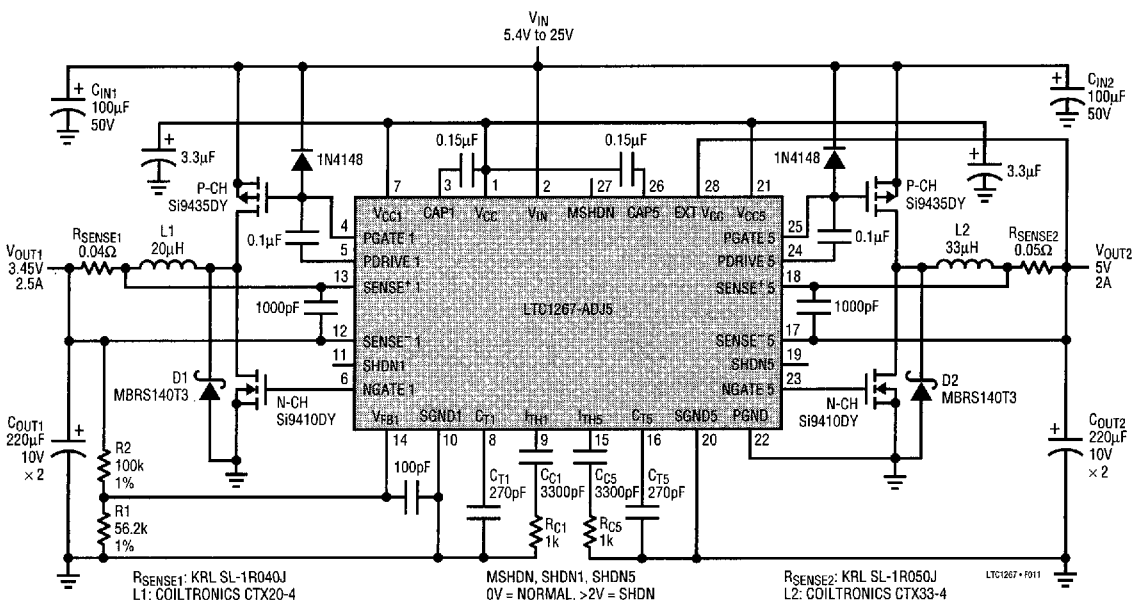 VIN
5.4V to 25V
CIN1
100µF
50V
CIN2
100µF
50V
3.3µF
1N4148
0.15µF
0.15µF
1N4148
3.3µF
P-CH
Si9435DY
P-CH
Si9435DY
7
3
1
2
27
26
28
21
VCC1
CAP1
VCC
VIN
MSHDN
CAP5
EXT VCC
VCC5
4
PGATE 1
PGATE 5
25
0.1µF
0.1µF
5
PDRIVE 1
PDRIVE 5
24
VOUT1
3.45V
2.5A
RSENSE1
0.04Ω
L1
20µH
L2
33µH
RSENSE2
0.05Ω
VOUT2
5V
2A
13
SENSE+ 1
SENSE+ 5
18
1000pF
LTC1267-ADJ5
1000pF
12
SENSE– 1
SENSE– 5
17
11
SHDN1
SHDN5
19
6
NGATE 1
NGATE 5
23
D1
MBRS140T3
N-CH
Si9410DY
N-CH
Si9410DY
D2
MBRS140T3
VFB1
SGND1
CT1
ITH1
ITH5
CT5
SGND5
PGND
14
10
8
9
15
16
20
22
COUT1
220µF
10V
× 2
R2
100k
1%
100pF
CT1
270pF
CC1
3300pF
CC5
3300pF
CT5
270pF
COUT2
220µF
10V
× 2
R1
56.2k
1%
RC1
1k
RC5
1k
RSENSE1: KRL SL-1R040J
L1: COILTRONICS CTX20-4
MSHDN, SHDN1, SHDN5
0V = NORMAL, >2V = SHDN
RSENSE2: KRL SL-1R050J
L2: COILTRONICS CTX33-4
LTC1267 • F011